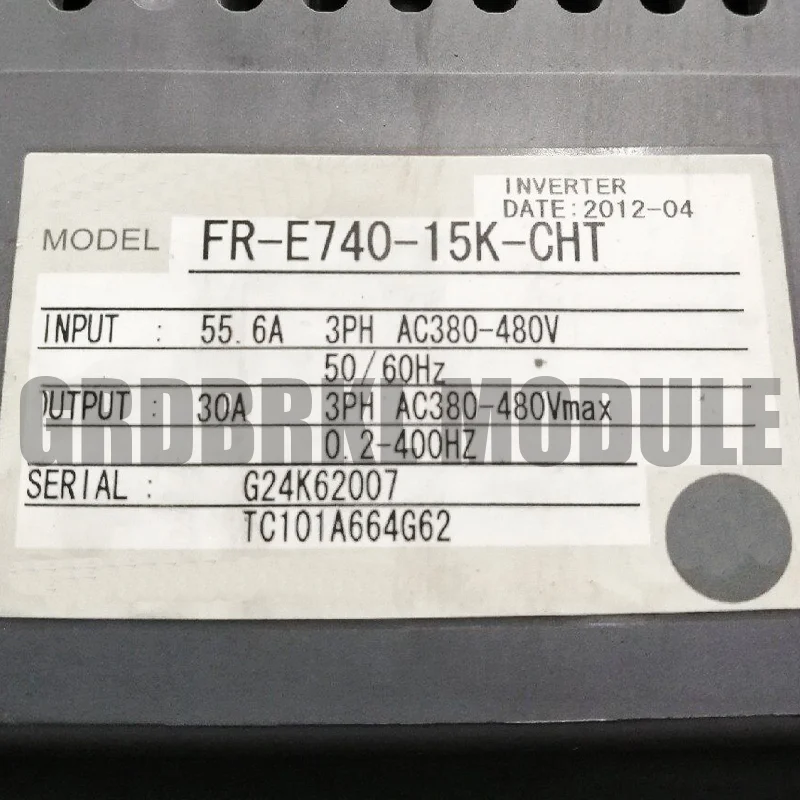 INVERTER
DATE:2012-04
MODEL FR-E740-15K-CHT
INPUT : 55.6A 3PH AC380-480V
50/60Hz
GRDBRKE MODULE
OUTPUT : 30A 3PH AC380-480Vmax
0.2-400HZ
SERIAL : G24K62007
TC101A664G62